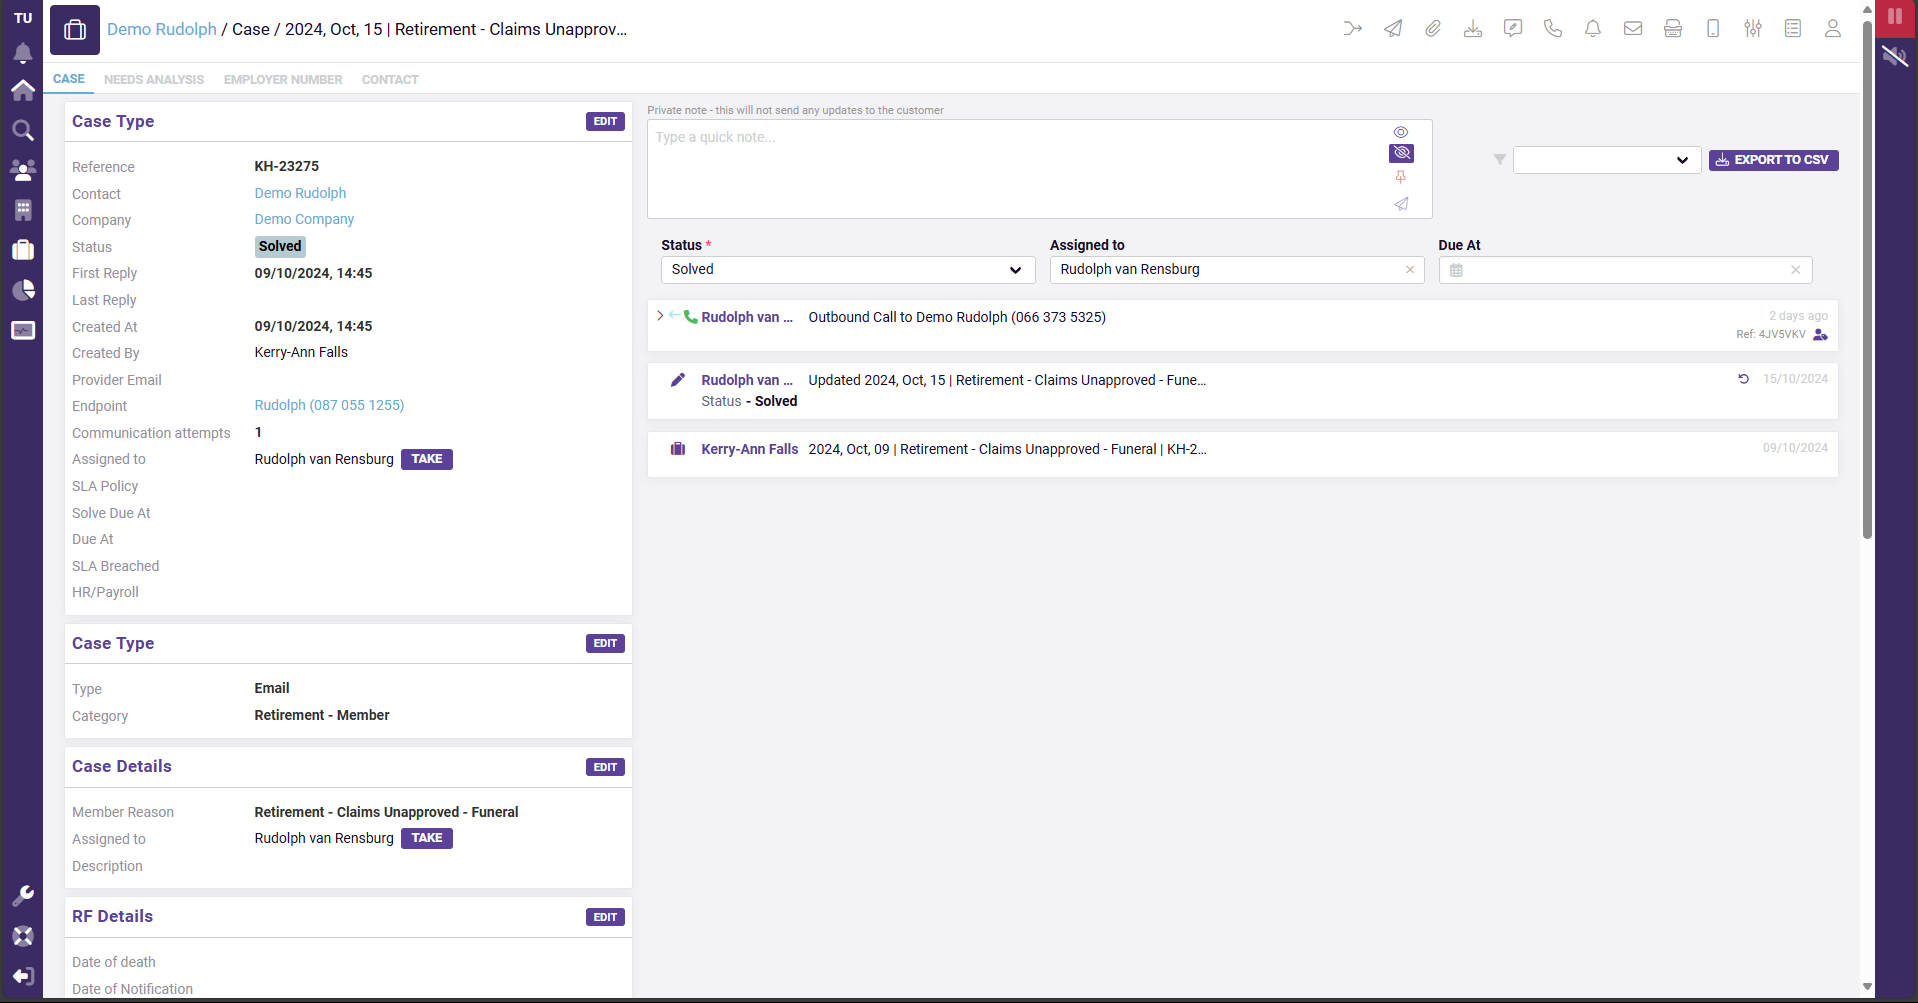 TU
Demo Rudolph / Case / 2024, Oct, 15 | Retirement - Claims Unapprov...
CASE NEEDS ANALYSIS EMPLOYER NUMBER CONTACT
Case Type EDIT
Reference KH-23275
Contact Demo Rudolph
Company Demo Company
Status Solved
First Reply 09/10/2024, 14:45
Last Reply
Created At 09/10/2024, 14:45
Created By Kerry-Ann Falls
Provider Email
Endpoint Rudolph (087 055 1255)
Communication attempts 1
Assigned to Rudolph van Rensburg TAKE
SLA Policy
Solve Due At
Due At
SLA Breached
HR/Payroll
Case Type EDIT
Type Email
Category Retirement - Member
Case Details EDIT
Member Reason Retirement - Claims Unapproved - Funeral
Assigned to Rudolph van Rensburg TAKE
Description
RF Details EDIT
Date of death
Date of Notification
Private note - this will not send any updates to the customer
Type a quick note...
EXPORT TO CSV
Status * Assigned to Due At
Solved Rudolph van Rensburg
Rudolph van ... Outbound Call to Demo Rudolph (066 373 5325) 2 days ago
Ref: 4JV5VKV
Rudolph van ... Updated 2024, Oct, 15 | Retirement - Claims Unapproved - Fune... 15/10/2024
Status - Solved
Kerry-Ann Falls 2024, Oct, 09 | Retirement - Claims Unapproved - Funeral | KH-2... 09/10/2024